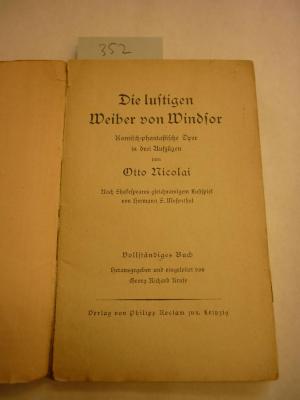 352
Die lustigen
Weiber von Windsor
Komisch-phantastische Oper
in drei Aufzügen
von
Otto Nicolai
Nach Shakespeares gleichnamigem Lustspiel
von Hermann S. Mosenthal
Vollständiges Buch
Herausgegeben und eingeleitet von
Georg Richard Kruse
Verlag von Philipp Reclam jun. Leipzig